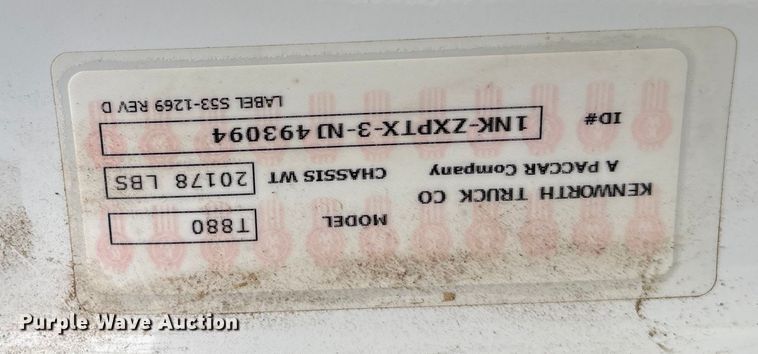 KENWORTH TRUCK CO MODEL T880
A PACCAR Company CHASSIS WT 20178 LBS
ID# 1NK-ZXPTX-3-NJ493094
LABEL S53-1269 REV D
Purple Wave Auction